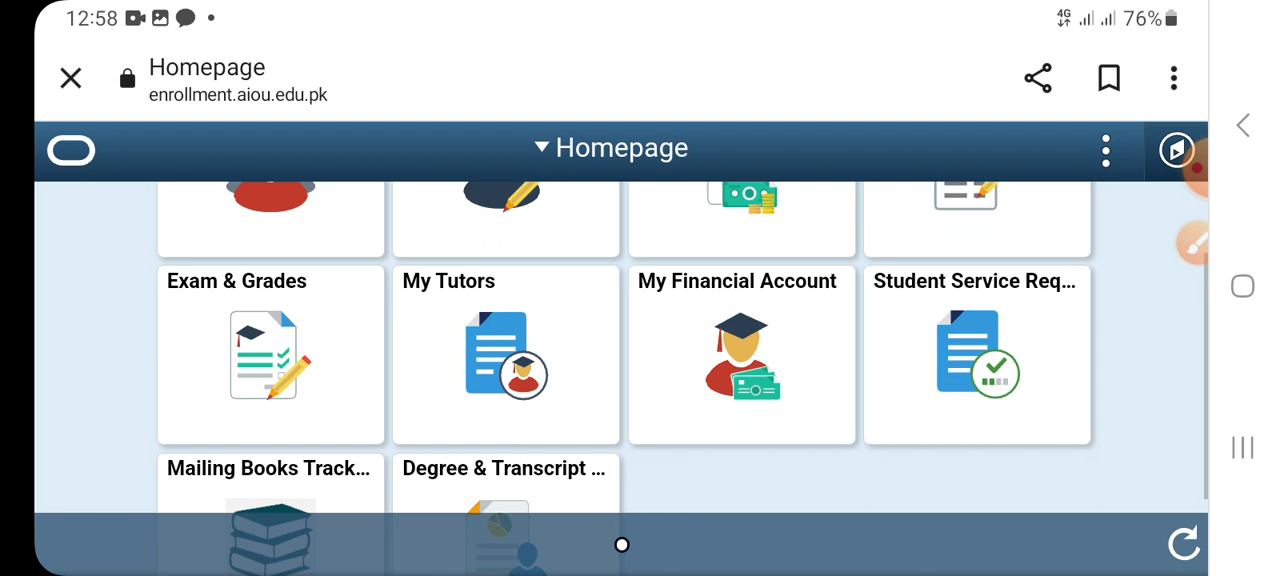 12:58
4G 76%
Homepage
enrollment.aiou.edu.pk
Homepage
Exam & Grades
My Tutors
My Financial Account
Student Service Req...
Mailing Books Track...
Degree & Transcript ...